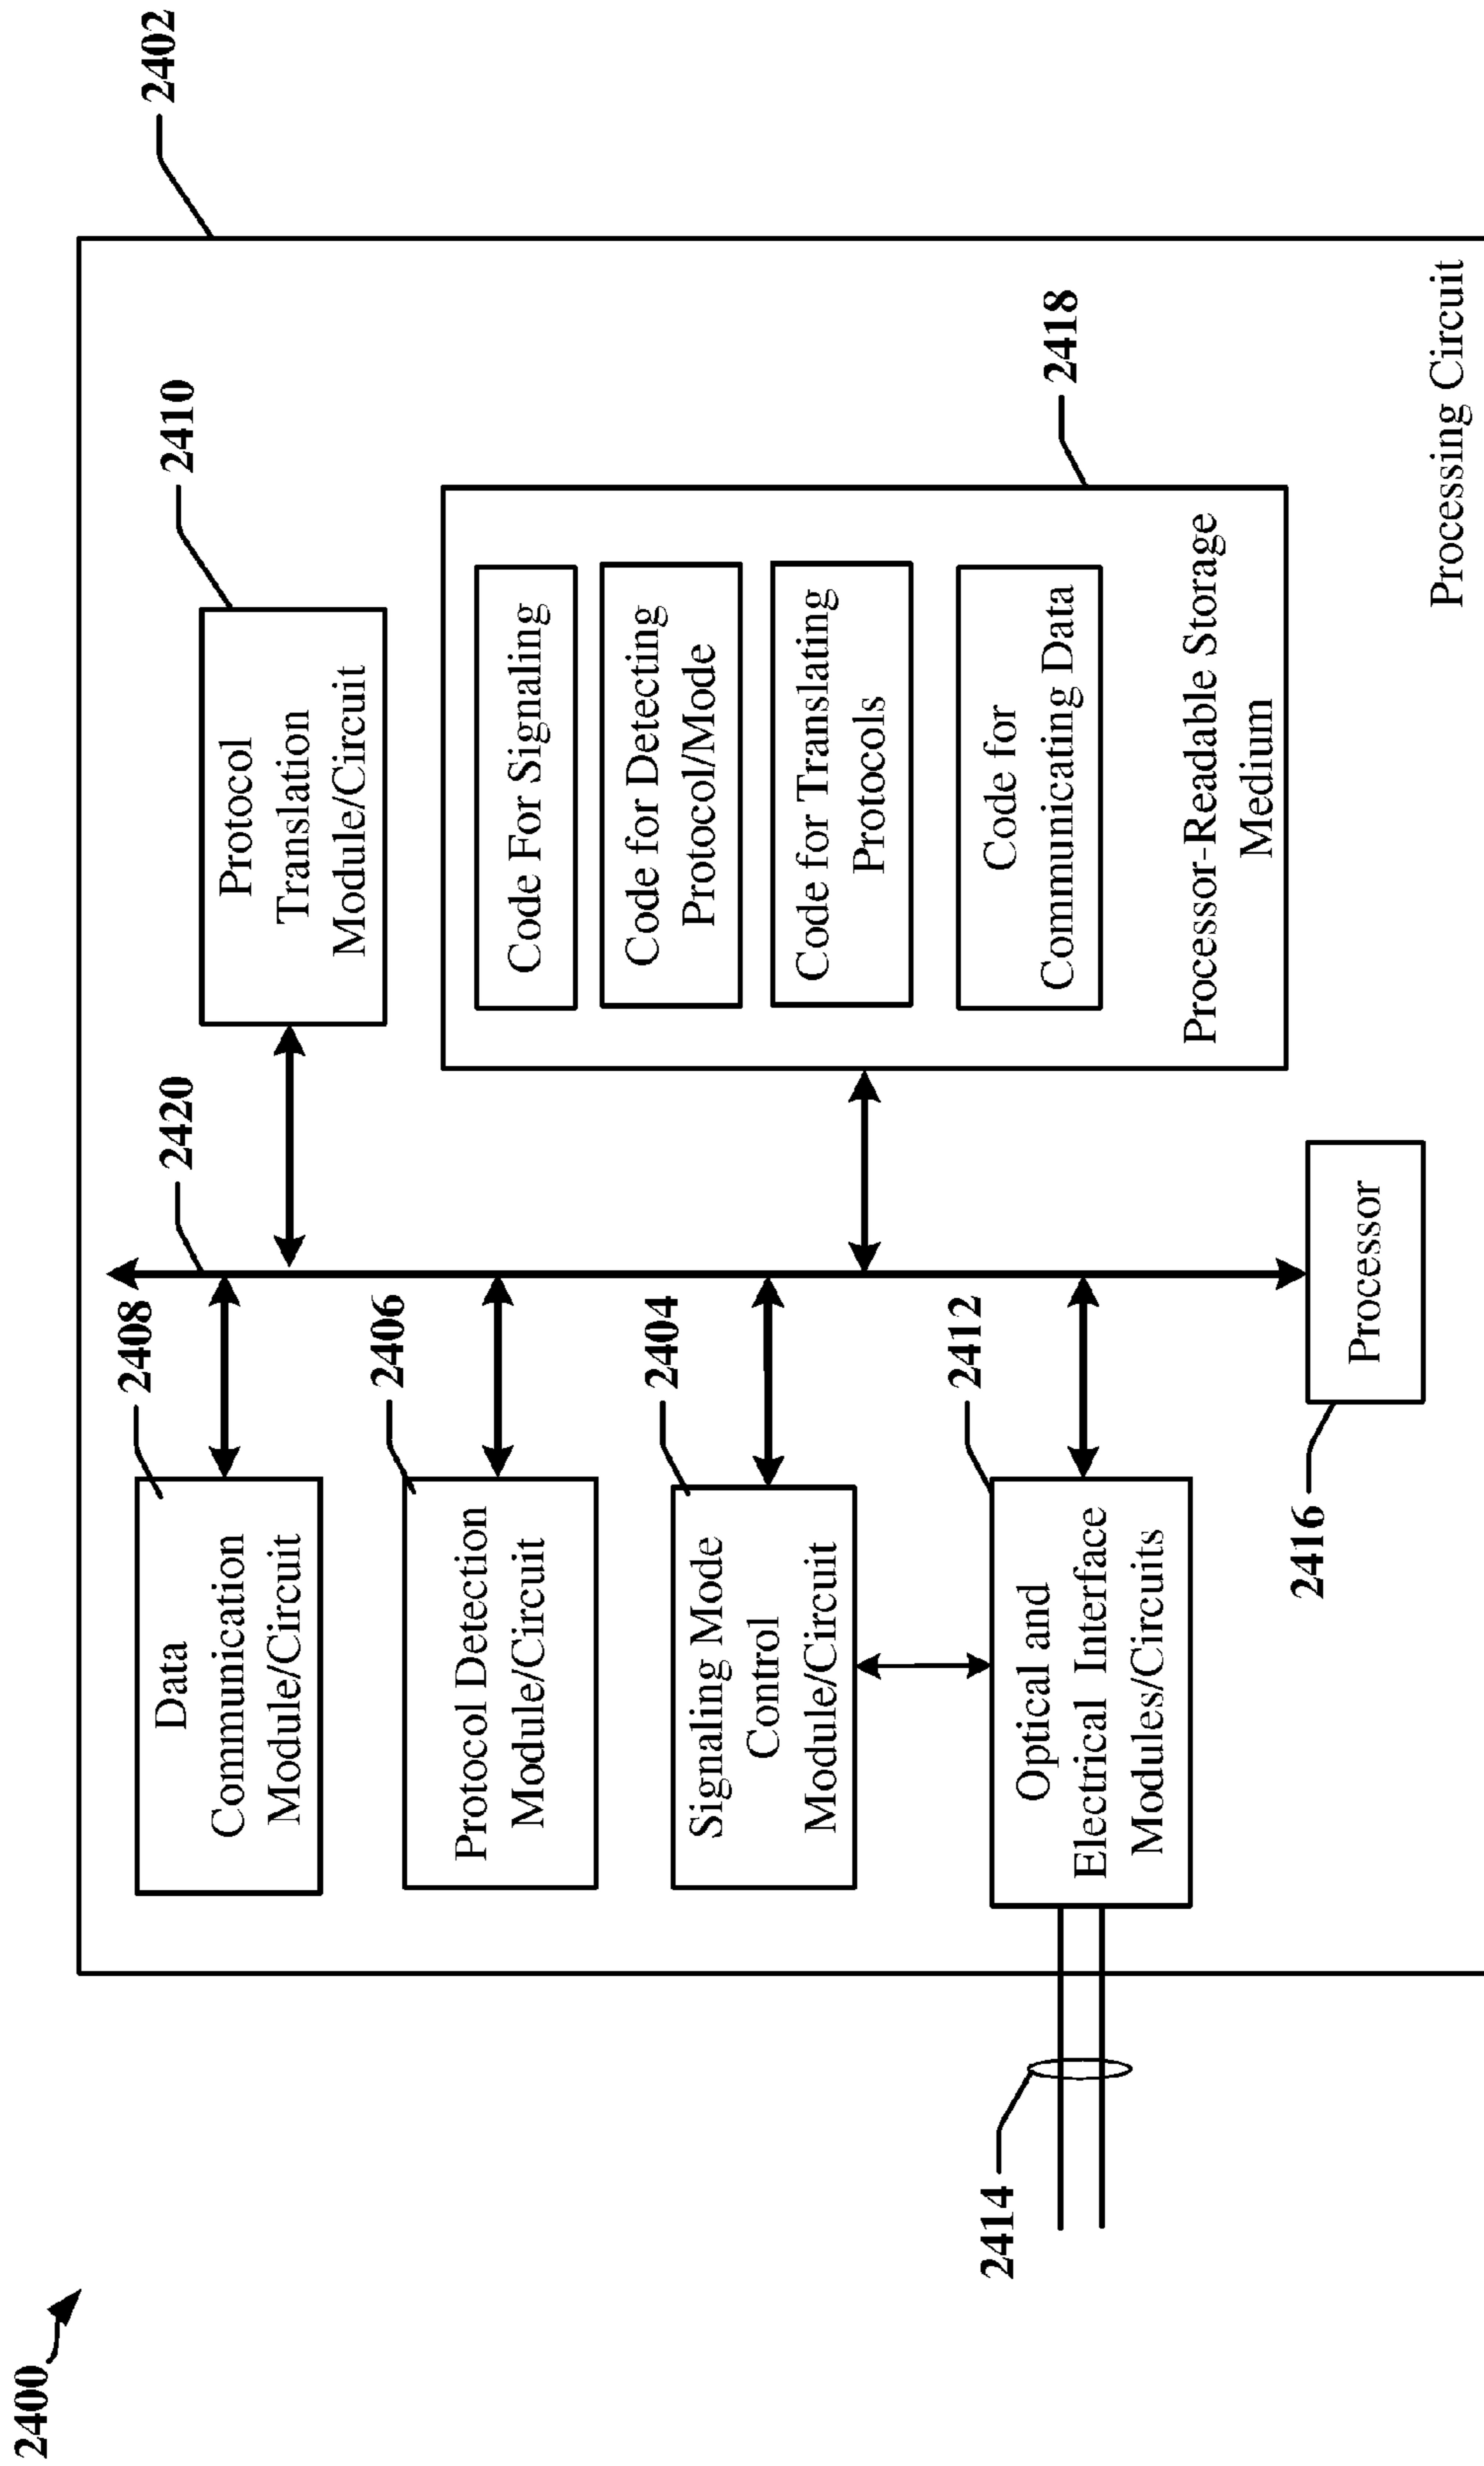 2400
2402
2408
Data
Communication
Module/Circuit
2420
2410
Protocol
Translation
Module/Circuit
2406
Protocol Detection
Module/Circuit
2404
Signaling Mode
Control
Module/Circuit
2418
Code For Signaling
Code for Detecting
Protocol/Mode
Code for Translating
Protocols
Code for
Communicating Data
Processor-Readable Storage
Medium
2412
2414
Optical and
Electrical Interface
Modules/Circuits
2416
Processor
Processing Circuit